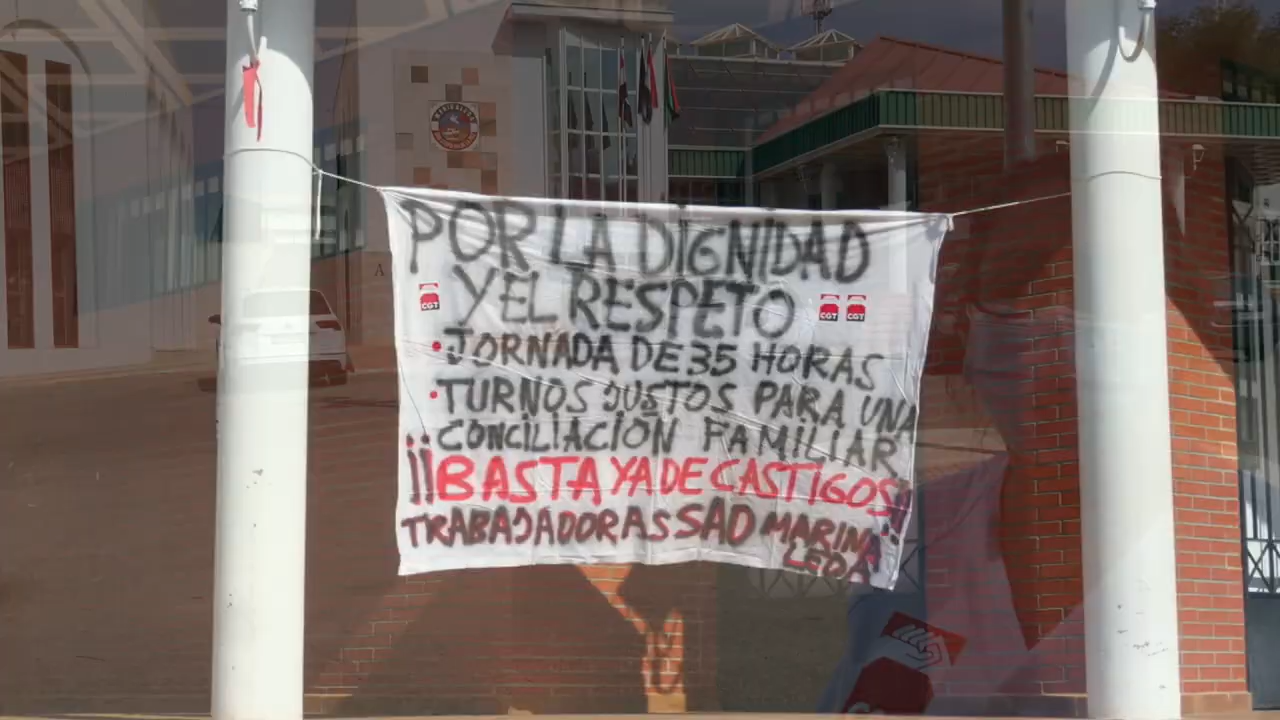 POR LA DIGNIDAD
Y EL RESPETO
CGT
CGT CGT
• JORNADA DE 35 HORAS
• TURNOS JUSTOS PARA UNA
CONCILIACIÓN FAMILIAR
¡¡BASTA YA DE CASTIGOS!!
TRABAJADORAS SAD MARINA
LEDA